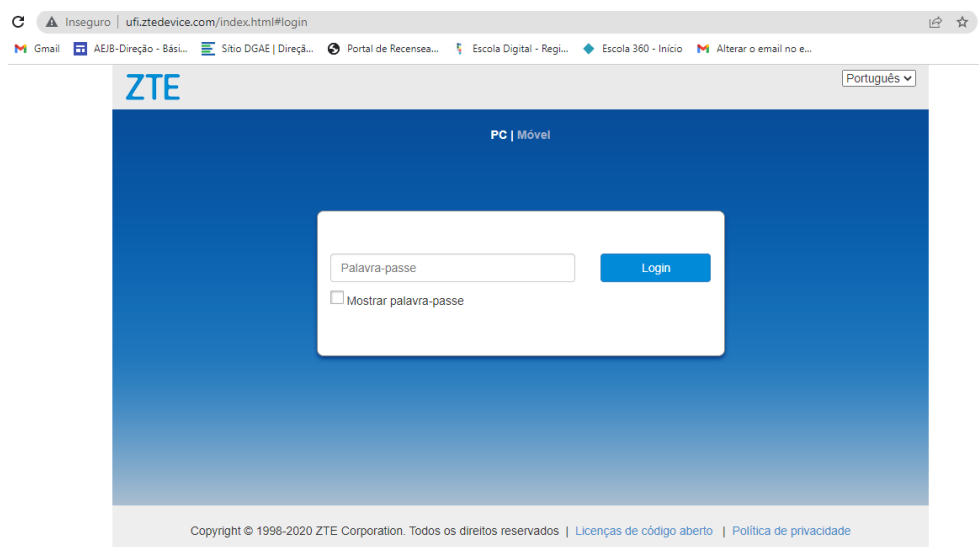 Inseguro | ufi.ztedevice.com/index.html#login
Gmail AEJB-Direção - Bási... Sítio DGAE | Direçã... Portal de Recensea... Escola Digital - Regi... Escola 360 - Início Alterar o email no e...
ZTE Português
PC | Móvel
Palavra-passe Login
Mostrar palavra-passe
Copyright © 1998-2020 ZTE Corporation. Todos os direitos reservados | Licenças de código aberto | Política de privacidade